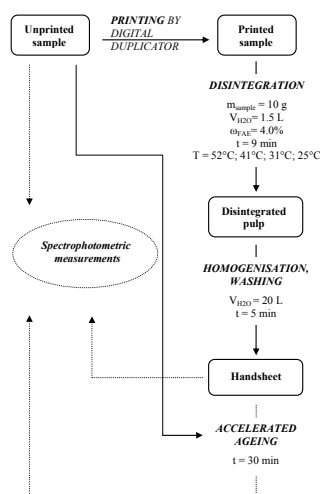 Unprinted
sample
PRINTING BY
DIGITAL
DUPLICATOR
Printed
sample
DISINTEGRATION
m_sample = 10 g
V_H2O = 1.5 L
ω_FAE = 4.0%
t = 9 min
T = 52°C; 41°C; 31°C; 25°C
Disintegrated
pulp
Spectrophotometric
measurements
HOMOGENISATION,
WASHING
V_H2O = 20 L
t = 5 min
Handsheet
ACCELERATED
AGEING
t = 30 min